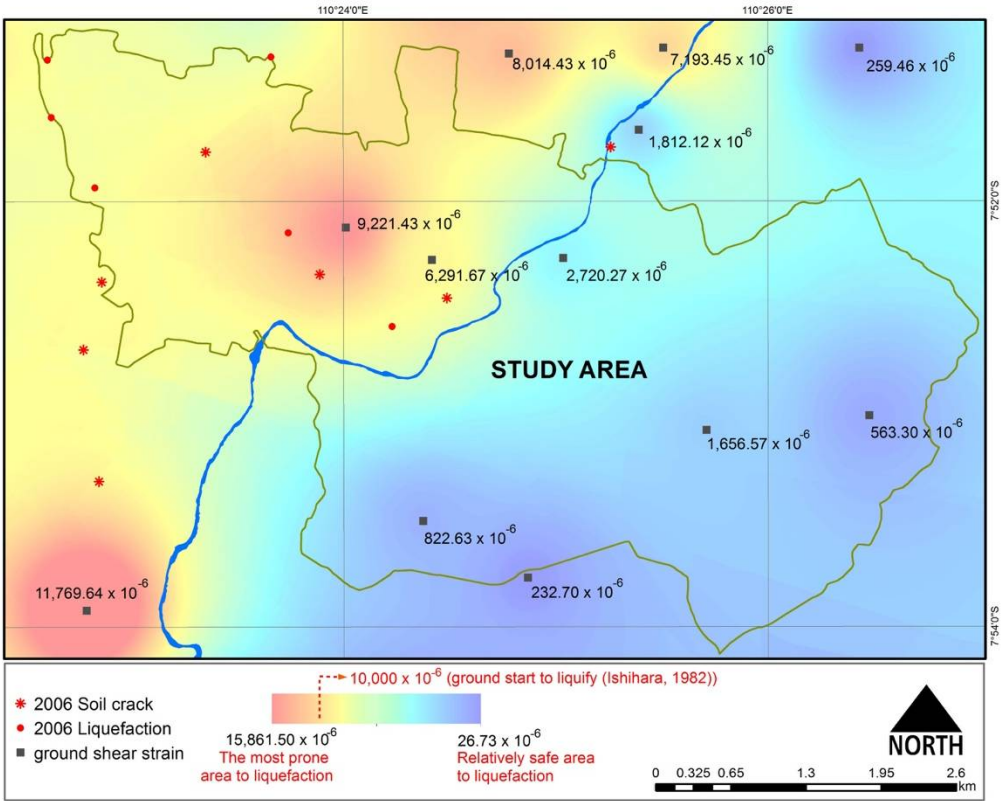 110°24'0"E
110°26'0"E
8,014.43 x 10⁻⁶
7,193.45 x 10⁻⁶
259.46 x 10⁻⁶
1,812.12 x 10⁻⁶
7°52'0"S
9,221.43 x 10⁻⁶
6,291.67 x 10⁻⁶
2,720.27 x 10⁻⁶
STUDY AREA
1,656.57 x 10⁻⁶
563.30 x 10⁻⁶
822.63 x 10⁻⁶
232.70 x 10⁻⁶
11,769.64 x 10⁻⁶
7°54'0"S
10,000 x 10⁻⁶ (ground start to liquify (Ishihara, 1982))
2006 Soil crack
2006 Liquefaction
ground shear strain
15,861.50 x 10⁻⁶
The most prone
area to liquefaction
26.73 x 10⁻⁶
Relatively safe area
to liquefaction
NORTH
0 0.325 0.65 1.3 1.95 2.6
km